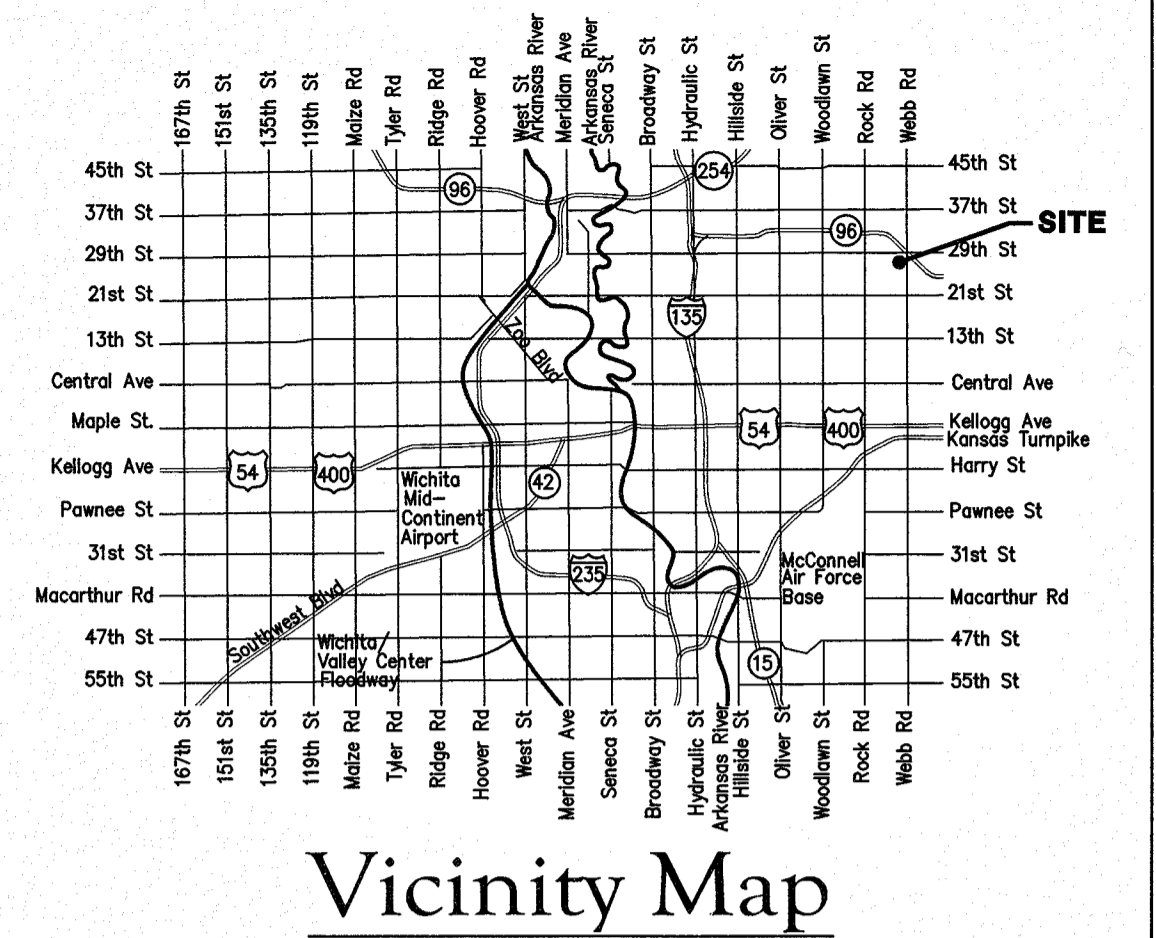 167th St
151st St
135th St
119th St
Maize Rd
Tyler Rd
Ridge Rd
Hoover Rd
West St
Arkansas River
Meridian Ave
Arkansas River
Seneca St
Broadway St
Hydraulic St
Hillside St
Oliver St
Woodlawn St
Rock Rd
Webb Rd
45th St
37th St
29th St
21st St
13th St
Central Ave
Maple St.
Kellogg Ave
Pawnee St
31st St
Macarthur Rd
47th St
55th St
45th St
37th St
SITE
29th St
21st St
13th St
Central Ave
Kellogg Ave
Kansas Turnpike
Harry St
Pawnee St
31st St
Macarthur Rd
47th St
55th St
96
254
96
135
Zoo Blvd
54
400
54
400
42
Wichita
Mid-
Continent
Airport
235
McConnell
Air Force
Base
Southwest Blvd
Wichita/
Valley Center
Floodway
15
167th St
151st St
135th St
119th St
Maize Rd
Tyler Rd
Ridge Rd
Hoover Rd
West St
Meridian Ave
Seneca St
Broadway St
Hydraulic St
Arkansas River
Hillside St
Oliver St
Woodlawn St
Rock Rd
Webb Rd
Vicinity Map